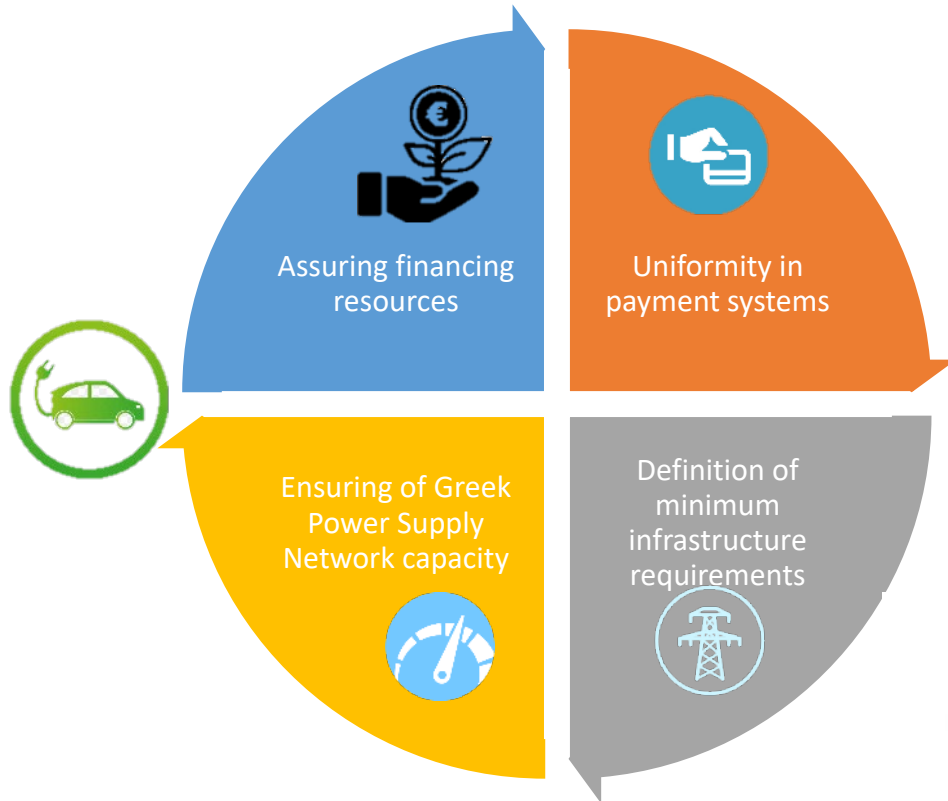 Assuring financing
resources
Uniformity in
payment systems
Ensuring of Greek
Power Supply
Network capacity
Definition of
minimum
infrastructure
requirements
€